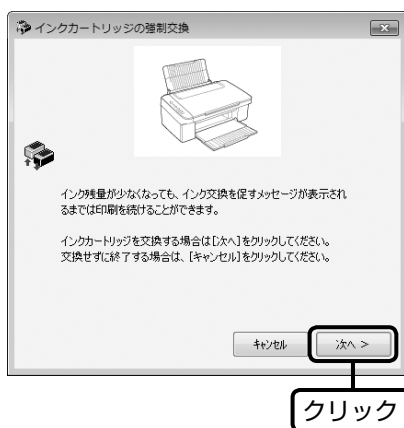 インクカートリッジの強制交換
インク残量が少なくなっても、インク交換を促すメッセージが表示され
るまでは印刷を続けることができます。
インクカートリッジを交換する場合は[次へ]をクリックしてください。
交換せずに終了する場合は、[キャンセル]をクリックしてください。
キャンセル
次へ >
クリック